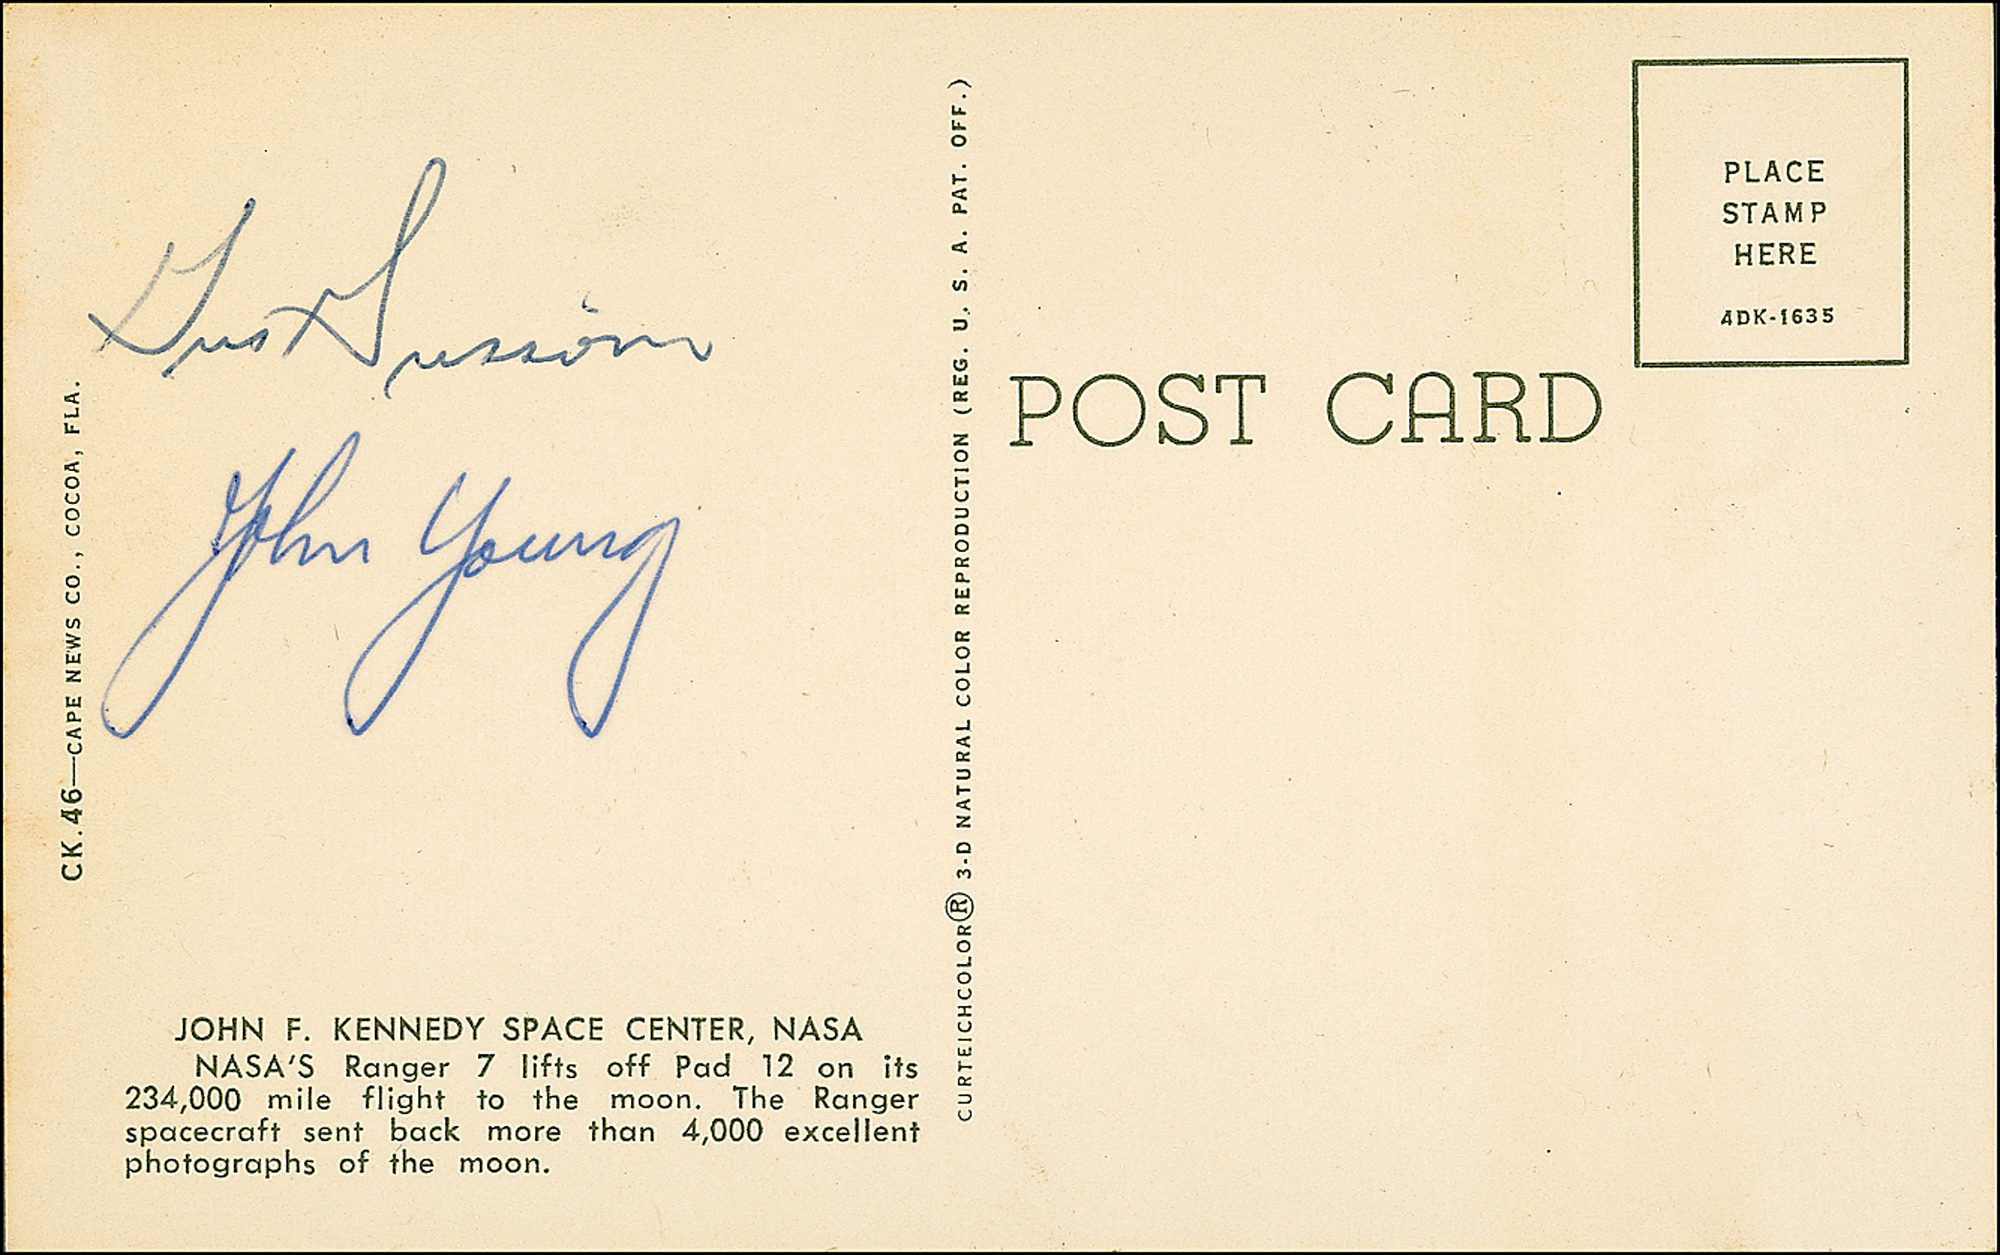 Gus Grissom
John Young
CK.46—CAPE NEWS CO., COCOA, FLA.
JOHN F. KENNEDY SPACE CENTER, NASA
NASA'S Ranger 7 lifts off Pad 12 on its
234,000 mile flight to the moon. The Ranger
spacecraft sent back more than 4,000 excellent
photographs of the moon.
CURTEICHCOLOR® 3-D NATURAL COLOR REPRODUCTION (REG. U. S. A. PAT. OFF.)
POST CARD
PLACE
STAMP
HERE
4DK-1635